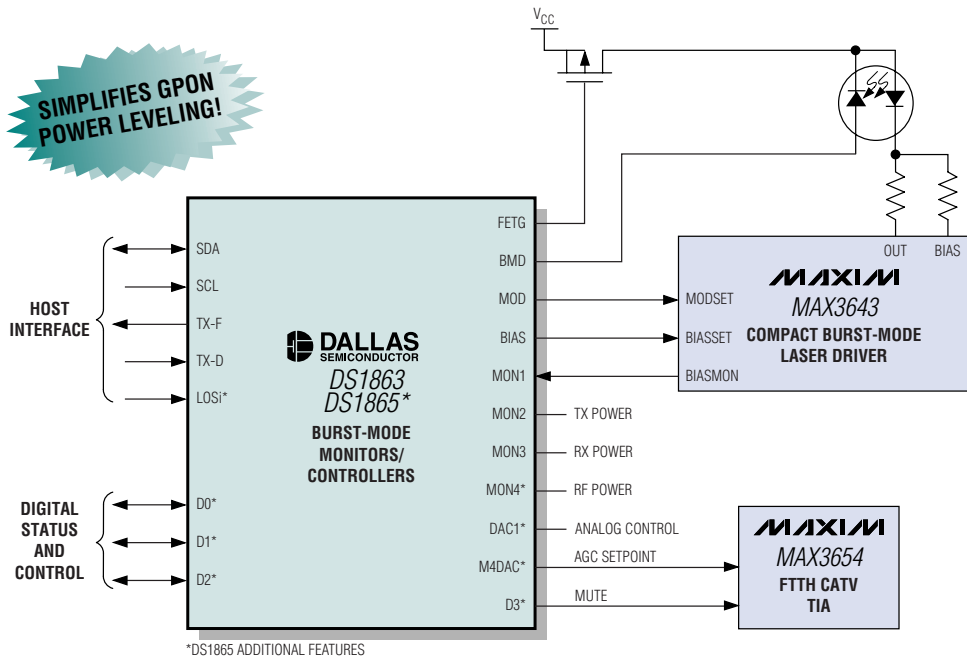 SIMPLIFIES GPON
POWER LEVELING!
VCC
HOST
INTERFACE
SDA
SCL
TX-F
TX-D
LOSi*
DIGITAL
STATUS
AND
CONTROL
D0*
D1*
D2*
DALLAS
SEMICONDUCTOR
DS1863
DS1865*
BURST-MODE
MONITORS/
CONTROLLERS
FETG
BMD
MOD
BIAS
MON1
MON2
MON3
MON4*
DAC1*
M4DAC*
D3*
TX POWER
RX POWER
RF POWER
ANALOG CONTROL
AGC SETPOINT
MUTE
OUT
BIAS
MODSET
BIASSET
BIASMON
MAXIM
MAX3643
COMPACT BURST-MODE
LASER DRIVER
MAXIM
MAX3654
FTTH CATV
TIA
*DS1865 ADDITIONAL FEATURES